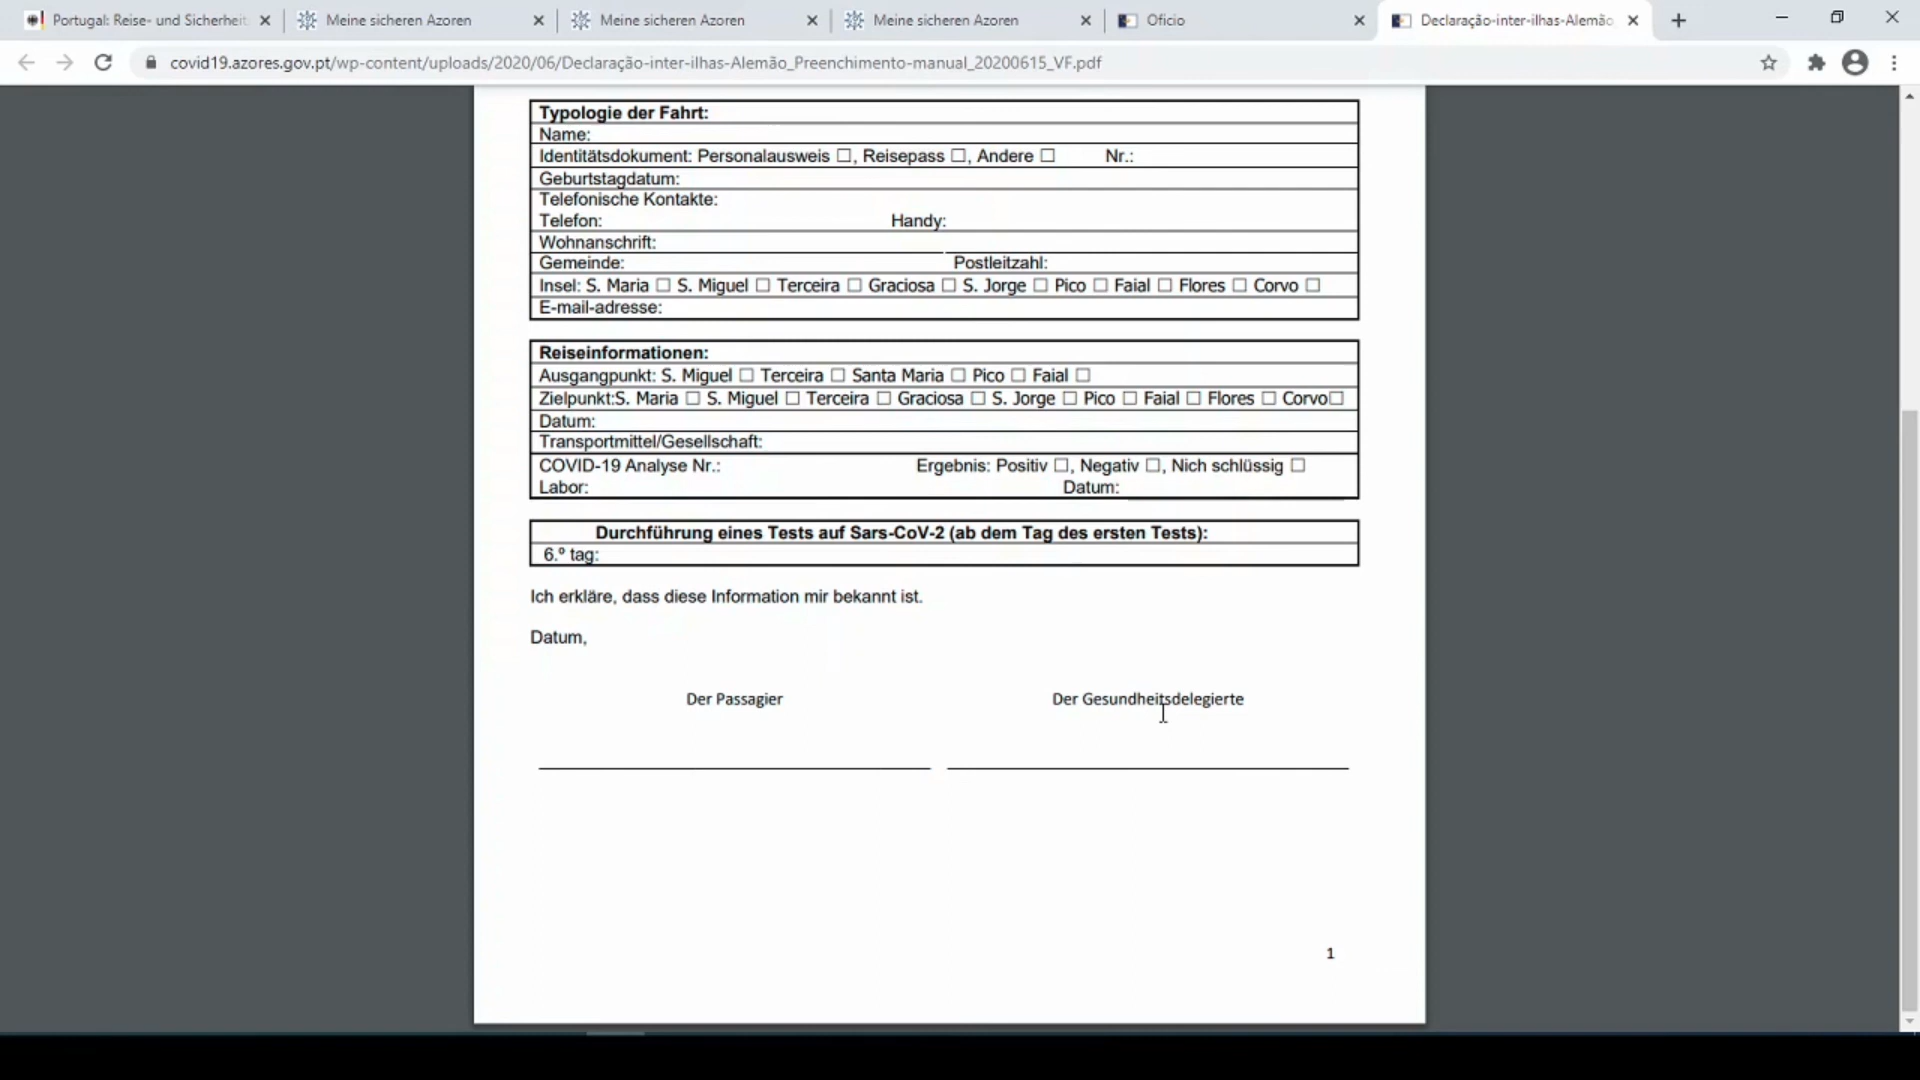 Portugal: Reise- und Sicherheit
Meine sicheren Azoren
Meine sicheren Azoren
Meine sicheren Azoren
Oficio
Declaração-inter-ilhas-Alemão
covid19.azores.gov.pt/wp-content/uploads/2020/06/Declaração-inter-ilhas-Alemão_Preenchimento-manual_20200615_VF.pdf
Typologie der Fahrt:
Name:
Identitätsdokument: Personalausweis ☐, Reisepass ☐, Andere ☐ Nr.:
Geburtstagdatum:
Telefonische Kontakte:
Telefon: Handy:
Wohnanschrift:
Gemeinde: Postleitzahl:
Insel: S. Maria ☐ S. Miguel ☐ Terceira ☐ Graciosa ☐ S. Jorge ☐ Pico ☐ Faial ☐ Flores ☐ Corvo ☐
E-mail-adresse:
Reiseinformationen:
Ausgangpunkt: S. Miguel ☐ Terceira ☐ Santa Maria ☐ Pico ☐ Faial ☐
Zielpunkt:S. Maria ☐ S. Miguel ☐ Terceira ☐ Graciosa ☐ S. Jorge ☐ Pico ☐ Faial ☐ Flores ☐ Corvo☐
Datum:
Transportmittel/Gesellschaft:
COVID-19 Analyse Nr.: Ergebnis: Positiv ☐, Negativ ☐, Nich schlüssig ☐
Labor: Datum:
Durchführung eines Tests auf Sars-CoV-2 (ab dem Tag des ersten Tests):
6.º tag:
Ich erkläre, dass diese Information mir bekannt ist.
Datum,
Der Passagier Der Gesundheitsdelegierte
1